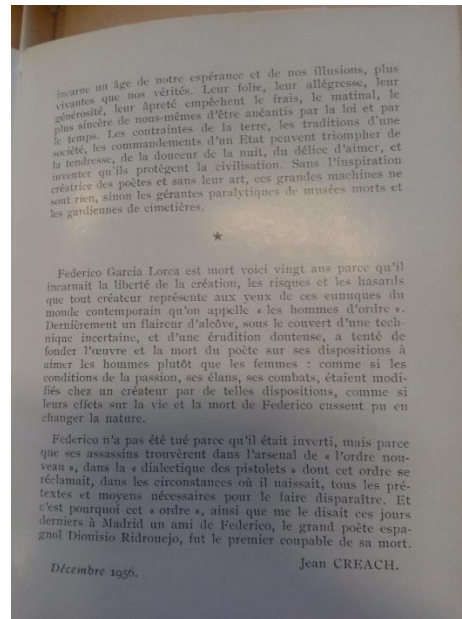 incarne un âge de notre espérance et de nos illusions, plus
vivantes que nos vérités. Leur folie, leur allégresse, leur
générosité, leur âpreté empêchent le frais, le matinal, le
plus sincère de nous-mêmes d'être anéantis par la loi et par
le temps. Les contraintes de la terre, les traditions d'une
société, les commandements d'un Etat peuvent triompher de
la tendresse, de la douceur de la nuit, du délice d'aimer, et
inventer qu'ils protègent la civilisation. Sans l'inspiration
créatrice des poètes et sans leur art, ces grandes machines ne
sont rien, sinon les gérantes paralytiques de musées morts et
les gardiennes de cimetières.
★
Federico Garcia Lorca est mort voici vingt ans parce qu'il
incarnait la liberté de la création, les risques et les hasards
que tout créateur représente aux yeux de ces eunuques du
monde contemporain qu'on appelle « les hommes d'ordre ».
Dernièrement un flaireur d'alcôve, sous le couvert d'une tech-
nique incertaine, et d'une érudition douteuse, a tenté de
fonder l'œuvre et la mort du poète sur ses dispositions à
aimer les hommes plutôt que les femmes : comme si les
conditions de la passion, ses élans, ses combats, étaient modi-
fiés chez un créateur par de telles dispositions, comme si
leurs effets sur la vie et la mort de Federico eussent pu en
changer la nature.
Federico n'a pas été tué parce qu'il était inverti, mais parce
que ses assassins trouvèrent dans l'arsenal de « l'ordre nou-
veau », dans la « dialectique des pistolets » dont cet ordre se
réclamait, dans les circonstances où il naissait, tous les pré-
textes et moyens nécessaires pour le faire disparaître. Et
c'est pourquoi cet « ordre », ainsi que me le disait ces jours
derniers à Madrid un ami de Federico, le grand poète espa-
gnol Dionisio Ridrouejo, fut le premier coupable de sa mort.
Jean CREACH.
Décembre 1956.